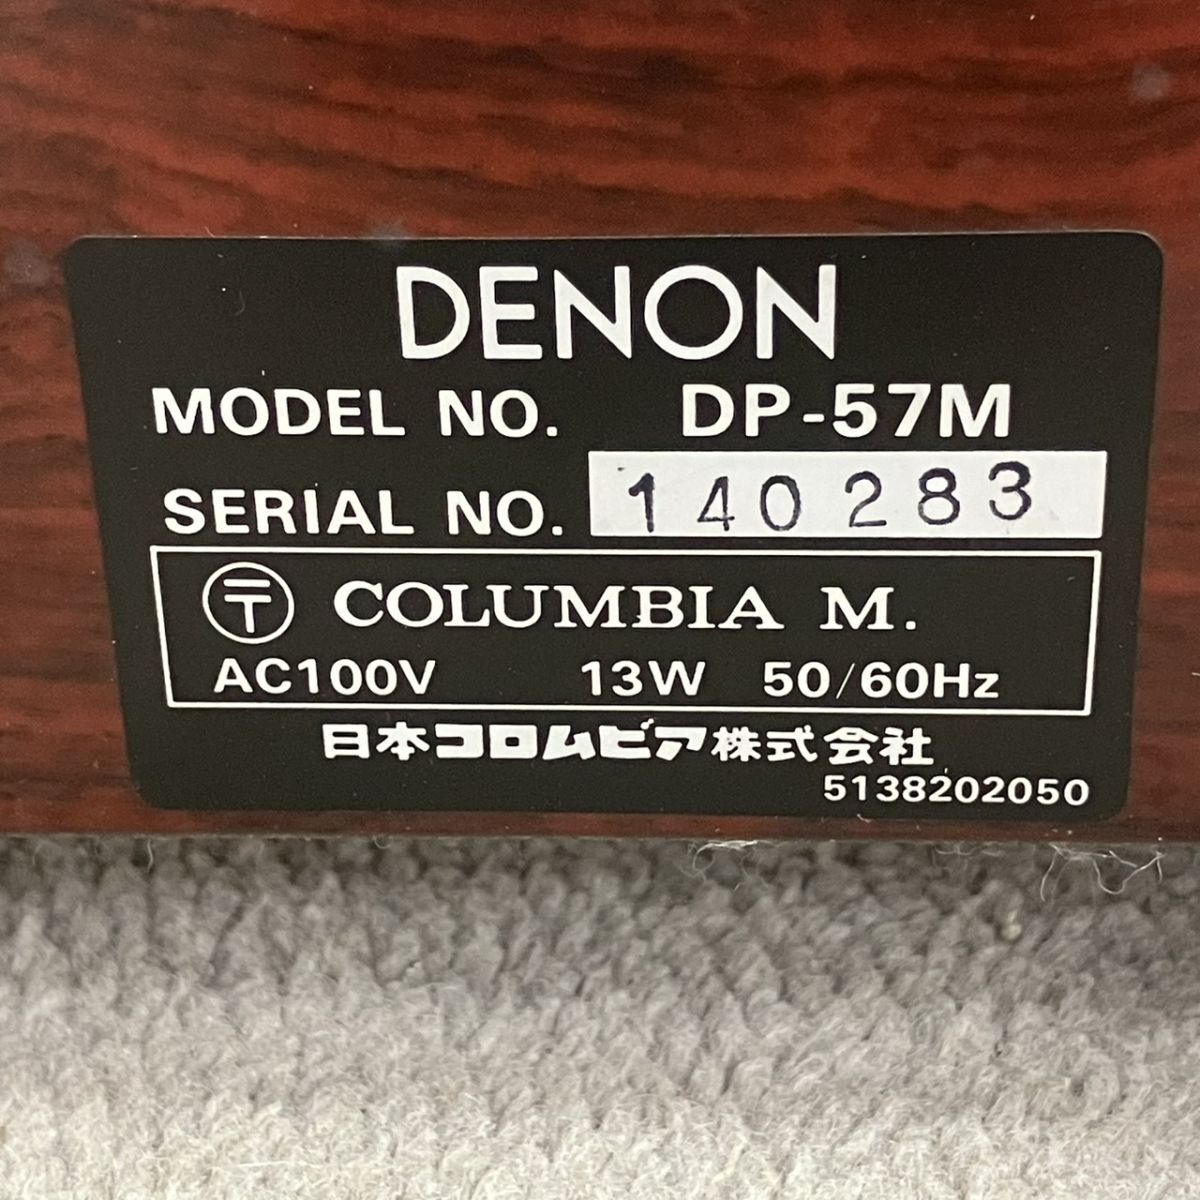 DENON
MODEL NO. DP-57M
SERIAL NO. 140283
〒 COLUMBIA M.
AC100V 13W 50/60Hz
日本コロムビア株式会社
5138202050